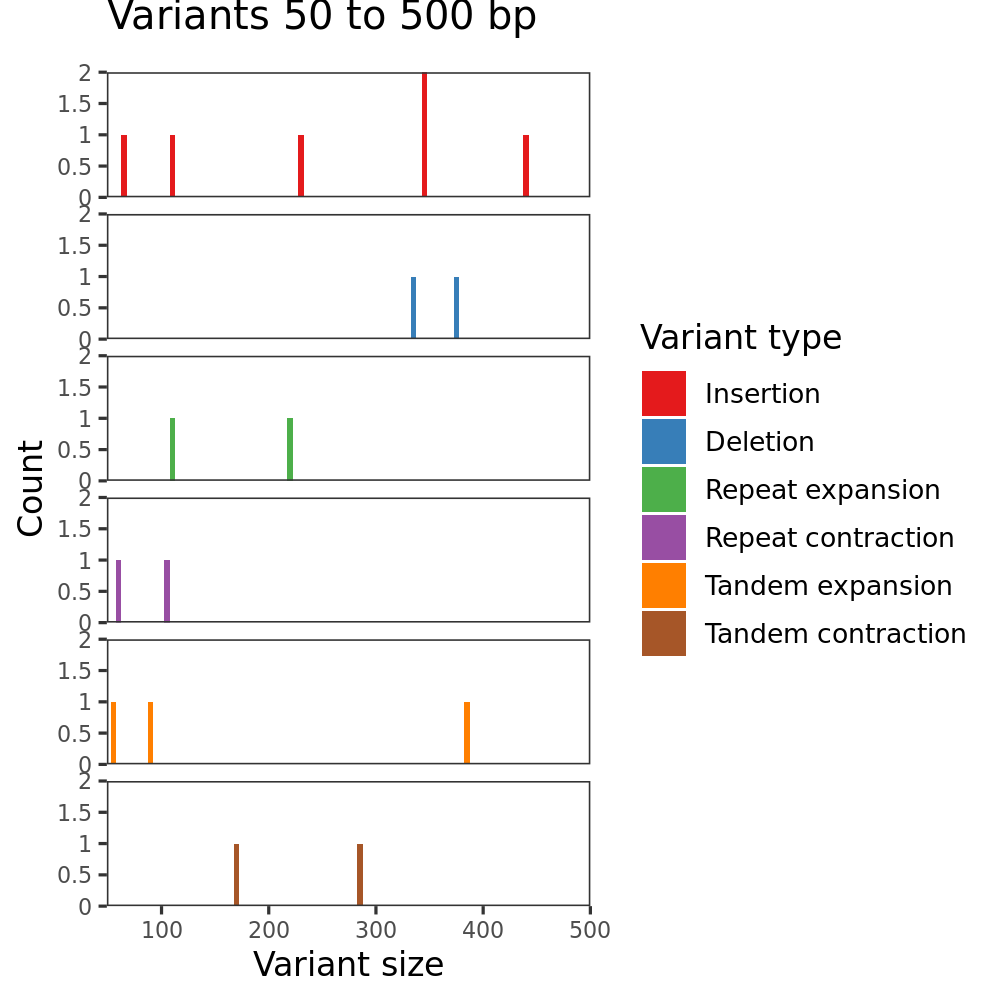 Variants 50 to 500 bp
2
1.5
1
0.5
0
2
1.5
1
0.5
0
2
1.5
1
0.5
0
2
1.5
1
0.5
0
2
1.5
1
0.5
0
2
1.5
1
0.5
0
Count
100 200 300 400 500
Variant size
Variant type
Insertion
Deletion
Repeat expansion
Repeat contraction
Tandem expansion
Tandem contraction